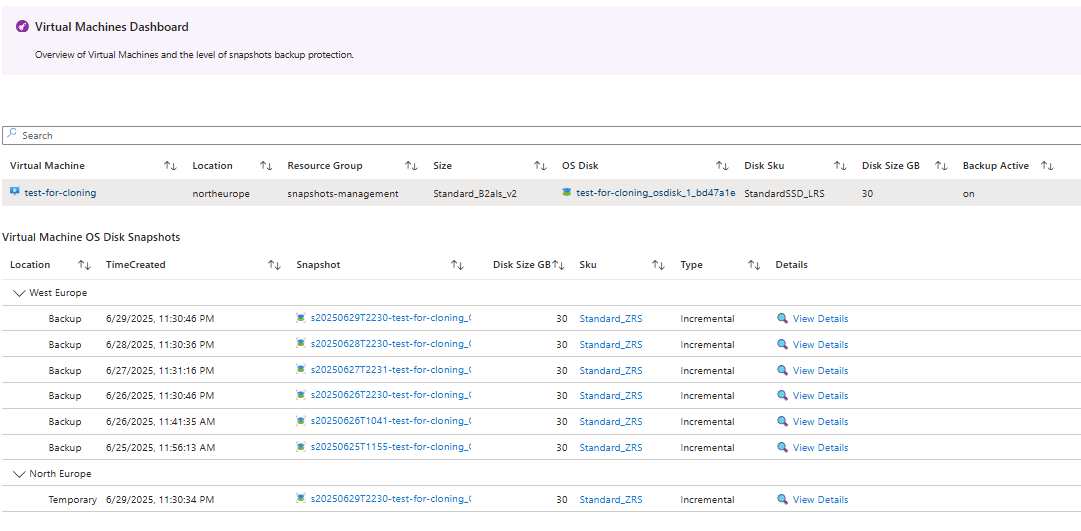 Virtual Machines Dashboard
Overview of Virtual Machines and the level of snapshots backup protection.
Search
Virtual Machine Location Resource Group Size OS Disk Disk Sku Disk Size GB Backup Active
test-for-cloning northeurope snapshots-management Standard_B2als_v2 test-for-cloning_osdisk_1_bd47a1e StandardSSD_LRS 30 on
Virtual Machine OS Disk Snapshots
Location TimeCreated Snapshot Disk Size GB Sku Type Details
West Europe
Backup 6/29/2025, 11:30:46 PM s20250629T2230-test-for-cloning_ 30 Standard_ZRS Incremental View Details
Backup 6/28/2025, 11:30:36 PM s20250628T2230-test-for-cloning_ 30 Standard_ZRS Incremental View Details
Backup 6/27/2025, 11:31:16 PM s20250627T2231-test-for-cloning_ 30 Standard_ZRS Incremental View Details
Backup 6/26/2025, 11:30:46 PM s20250626T2230-test-for-cloning_ 30 Standard_ZRS Incremental View Details
Backup 6/26/2025, 11:41:35 AM s20250626T1041-test-for-cloning_ 30 Standard_ZRS Incremental View Details
Backup 6/25/2025, 11:56:13 AM s20250625T1155-test-for-cloning_ 30 Standard_ZRS Incremental View Details
North Europe
Temporary 6/29/2025, 11:30:34 PM s20250629T2230-test-for-cloning_ 30 Standard_ZRS Incremental View Details